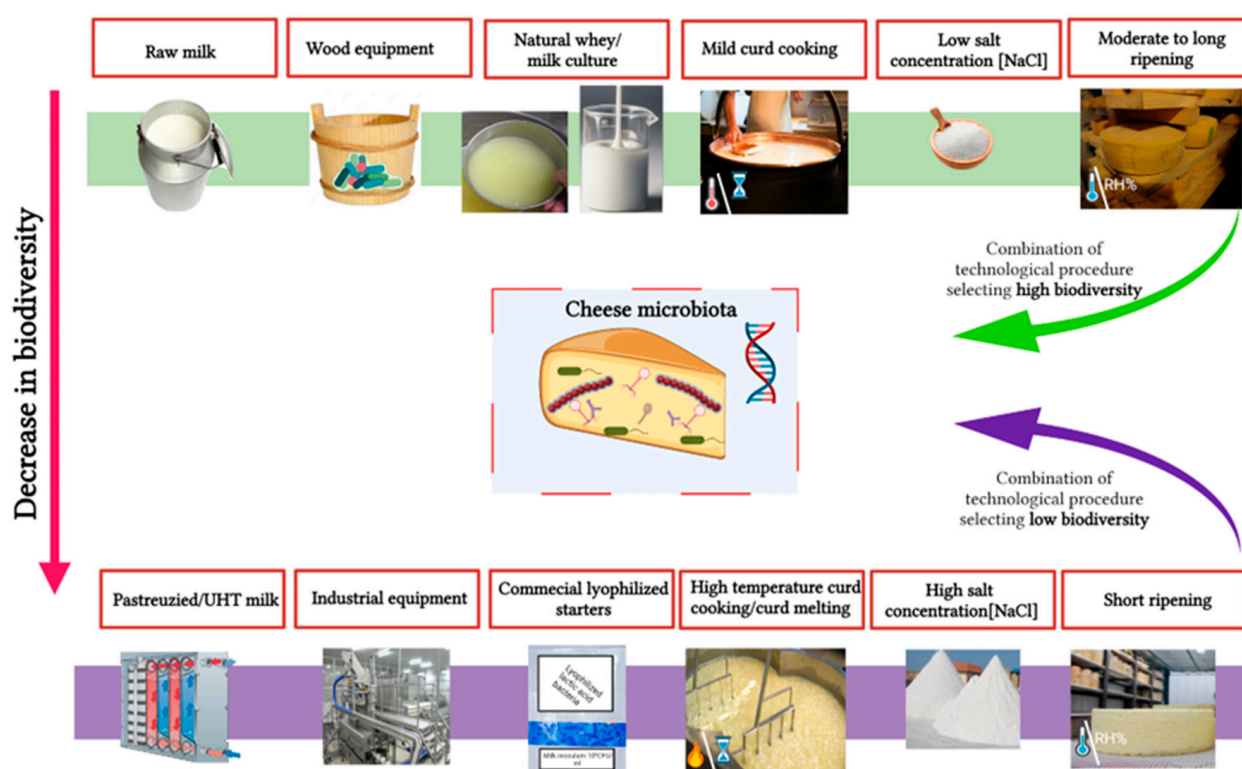 Raw milk
Wood equipment
Natural whey/
milk culture
Mild curd cooking
Low salt
concentration [NaCl]
Moderate to long
ripening
RH%
Decrease in biodiversity
Combination of
technological procedure
selecting high biodiversity
Cheese microbiota
Combination of
technological procedure
selecting low biodiversity
Pastreuzied/UHT milk
Industrial equipment
Commecial lyophilized
starters
High temperature curd
cooking/curd melting
High salt
concentration[NaCl]
Short ripening
Lyophilized
lactic acid
bacteria
Milk inoculum
ml
RH%